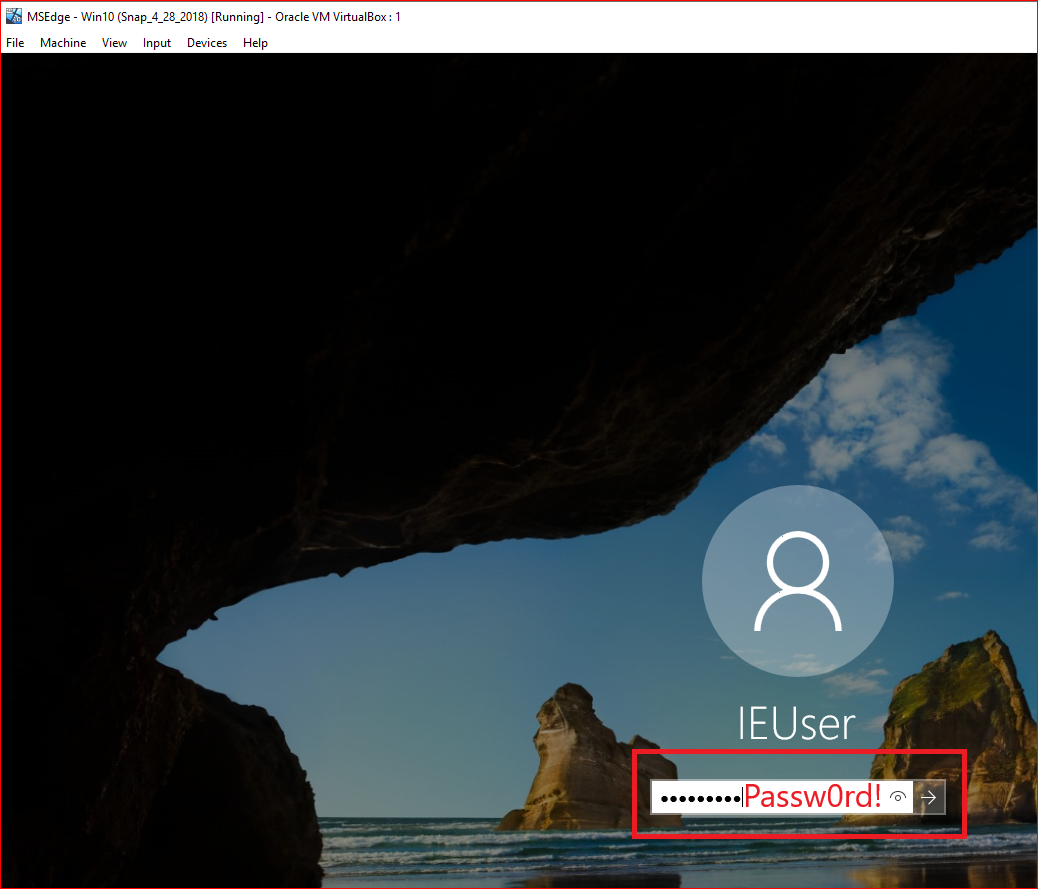 MSEdge - Win10 (Snap_4_28_2018) [Running] - Oracle VM VirtualBox : 1
File Machine View Input Devices Help
IEUser
•••••••••Passw0rd!